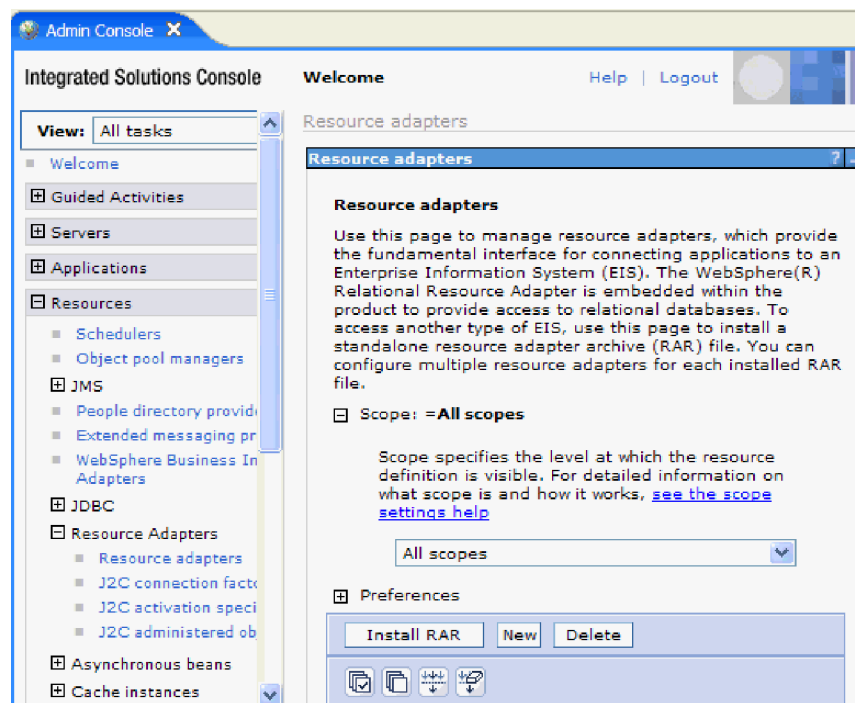 Admin Console
Integrated Solutions Console
Welcome
Help | Logout
View: All tasks
Welcome
Guided Activities
Servers
Applications
Resources
Schedulers
Object pool managers
JMS
People directory provid
Extended messaging pr
WebSphere Business In
Adapters
JDBC
Resource Adapters
Resource adapters
J2C connection facto
J2C activation speci
J2C administered obj
Asynchronous beans
Cache instances
Resource adapters
Resource adapters ?
Resource adapters
Use this page to manage resource adapters, which provide
the fundamental interface for connecting applications to an
Enterprise Information System (EIS). The WebSphere(R)
Relational Resource Adapter is embedded within the
product to provide access to relational databases. To
access another type of EIS, use this page to install a
standalone resource adapter archive (RAR) file. You can
configure multiple resource adapters for each installed RAR
file.
Scope: =All scopes
Scope specifies the level at which the resource
definition is visible. For detailed information on
what scope is and how it works, see the scope
settings help
All scopes
Preferences
Install RAR
New
Delete